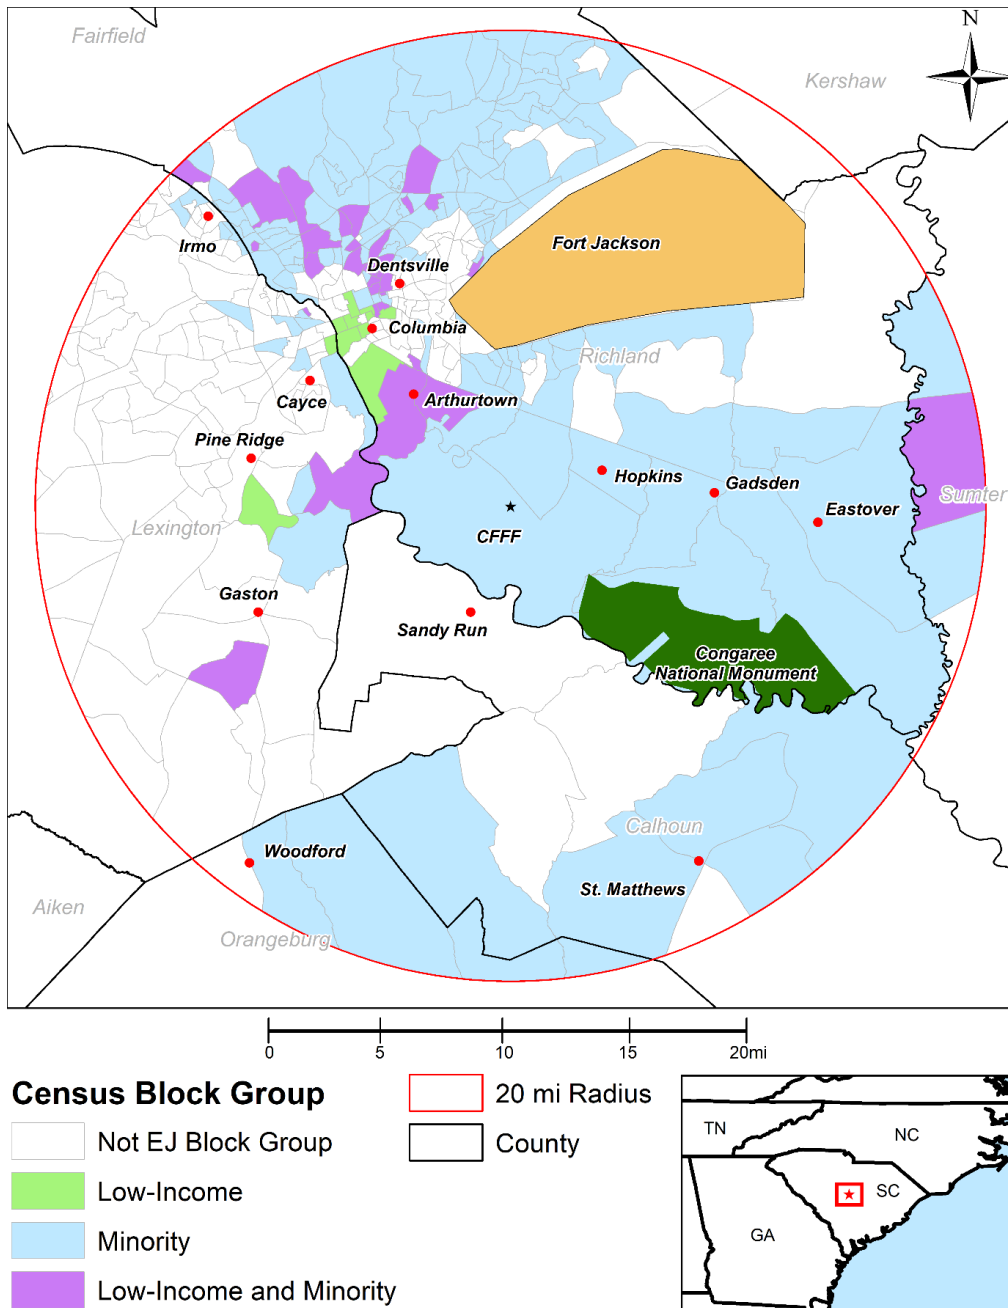 Fairfield
N
Kershaw
Irmo
Fort Jackson
Dentsville
Columbia
Richland
Cayce
Arthurtown
Pine Ridge
Hopkins
Gadsden
Sumter
Eastover
Lexington
CFFF
Gaston
Sandy Run
Congaree
National Monument
Calhoun
Woodford
St. Matthews
Aiken
Orangeburg
0 5 10 15 20mi
Census Block Group
Not EJ Block Group
Low-Income
Minority
Low-Income and Minority
20 mi Radius
County
TN
NC
SC
GA